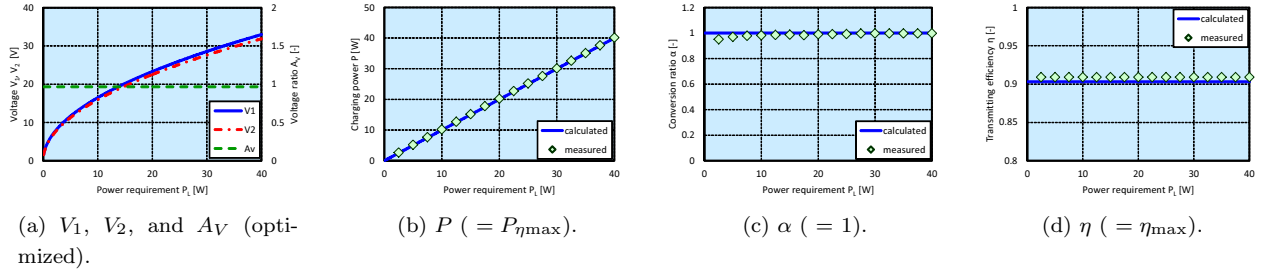 Voltage V1, V2, [V]
40
30
20
10
0
0
10
20
30
40
Power requirement PL [W]
2
1.5
1
0.5
0
Voltage ratio Av [-]
V1
V2
Av
(a) V1, V2, and AV (opti-
mized).
Charging power P [W]
50
40
30
20
10
0
0
10
20
30
40
Power requirement PL [W]
calculated
measured
(b) P ( = Pηmax).
Conversion ratio α [-]
1.2
1
0.8
0.6
0.4
0.2
0
0
10
20
30
40
Power requirement PL [W]
calculated
measured
(c) α ( = 1).
Transmitting efficiency η [-]
1
0.95
0.9
0.85
0.8
0
10
20
30
40
Power requirement PL [W]
calculated
measured
(d) η ( = ηmax).